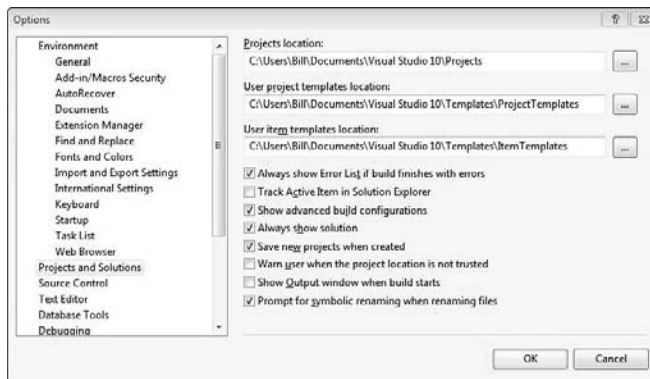 Options
Environment
General
Add-in/Macros Security
AutoRecover
Documents
Extension Manager
Find and Replace
Fonts and Colors
Import and Export Settings
International Settings
Keyboard
Startup
Task List
Web Browser
Projects and Solutions
Source Control
Text Editor
Database Tools
Debugging
Projects location:
C:\Users\Bill\Documents\Visual Studio 10\Projects
...
User project templates location:
C:\Users\Bill\Documents\Visual Studio 10\Templates\ProjectTemplates
...
User item templates location:
C:\Users\Bill\Documents\Visual Studio 10\Templates\ItemTemplates
...
Always show Error List if build finishes with errors
Track Active Item in Solution Explorer
Show advanced build configurations
Always show solution
Save new projects when created
Warn user when the project location is not trusted
Show Output window when build starts
Prompt for symbolic renaming when renaming files
OK
Cancel